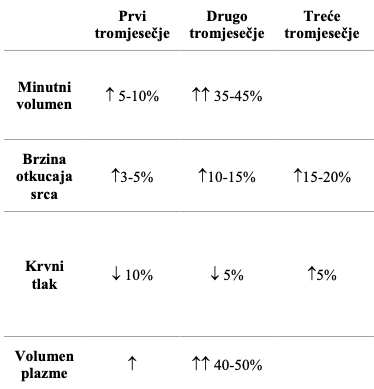 Prvi tromjesečje Drugo tromjesečje Treće tromjesečje
Minutni volumen ↑ 5-10% ↑↑ 35-45%
Brzina otkucaja srca ↑3-5% ↑10-15% ↑15-20%
Krvni tlak ↓ 10% ↓ 5% ↑5%
Volumen plazme ↑ ↑↑ 40-50%